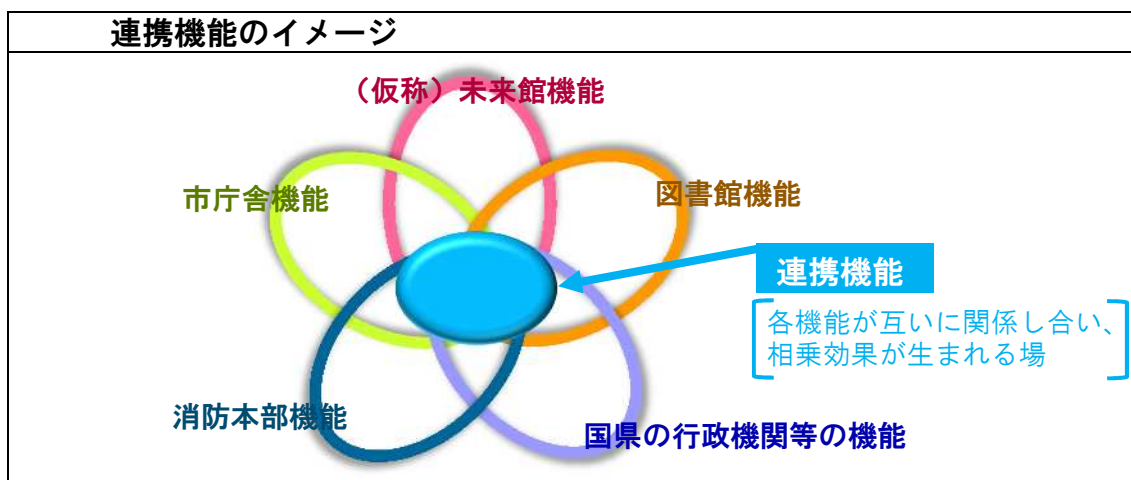 連携機能のイメージ
（仮称）未来館機能
市庁舎機能
図書館機能
連携機能
各機能が互いに関係し合い、
相乗効果が生まれる場
消防本部機能
国県の行政機関等の機能